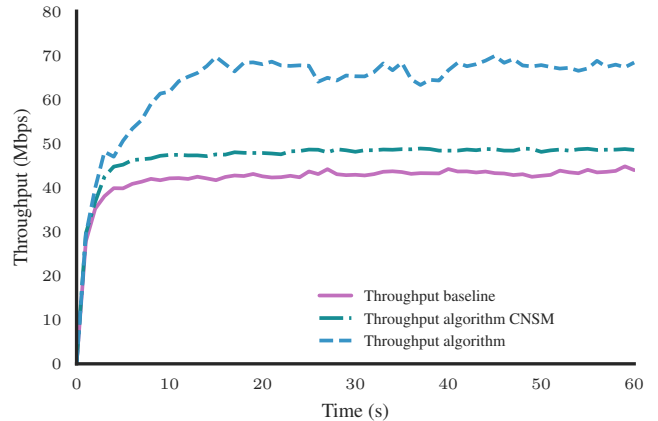 80
70
60
50
40
30
20
10
0
Throughput (Mbps)
Throughput baseline
Throughput algorithm CNSM
Throughput algorithm
0 10 20 30 40 50 60
Time (s)